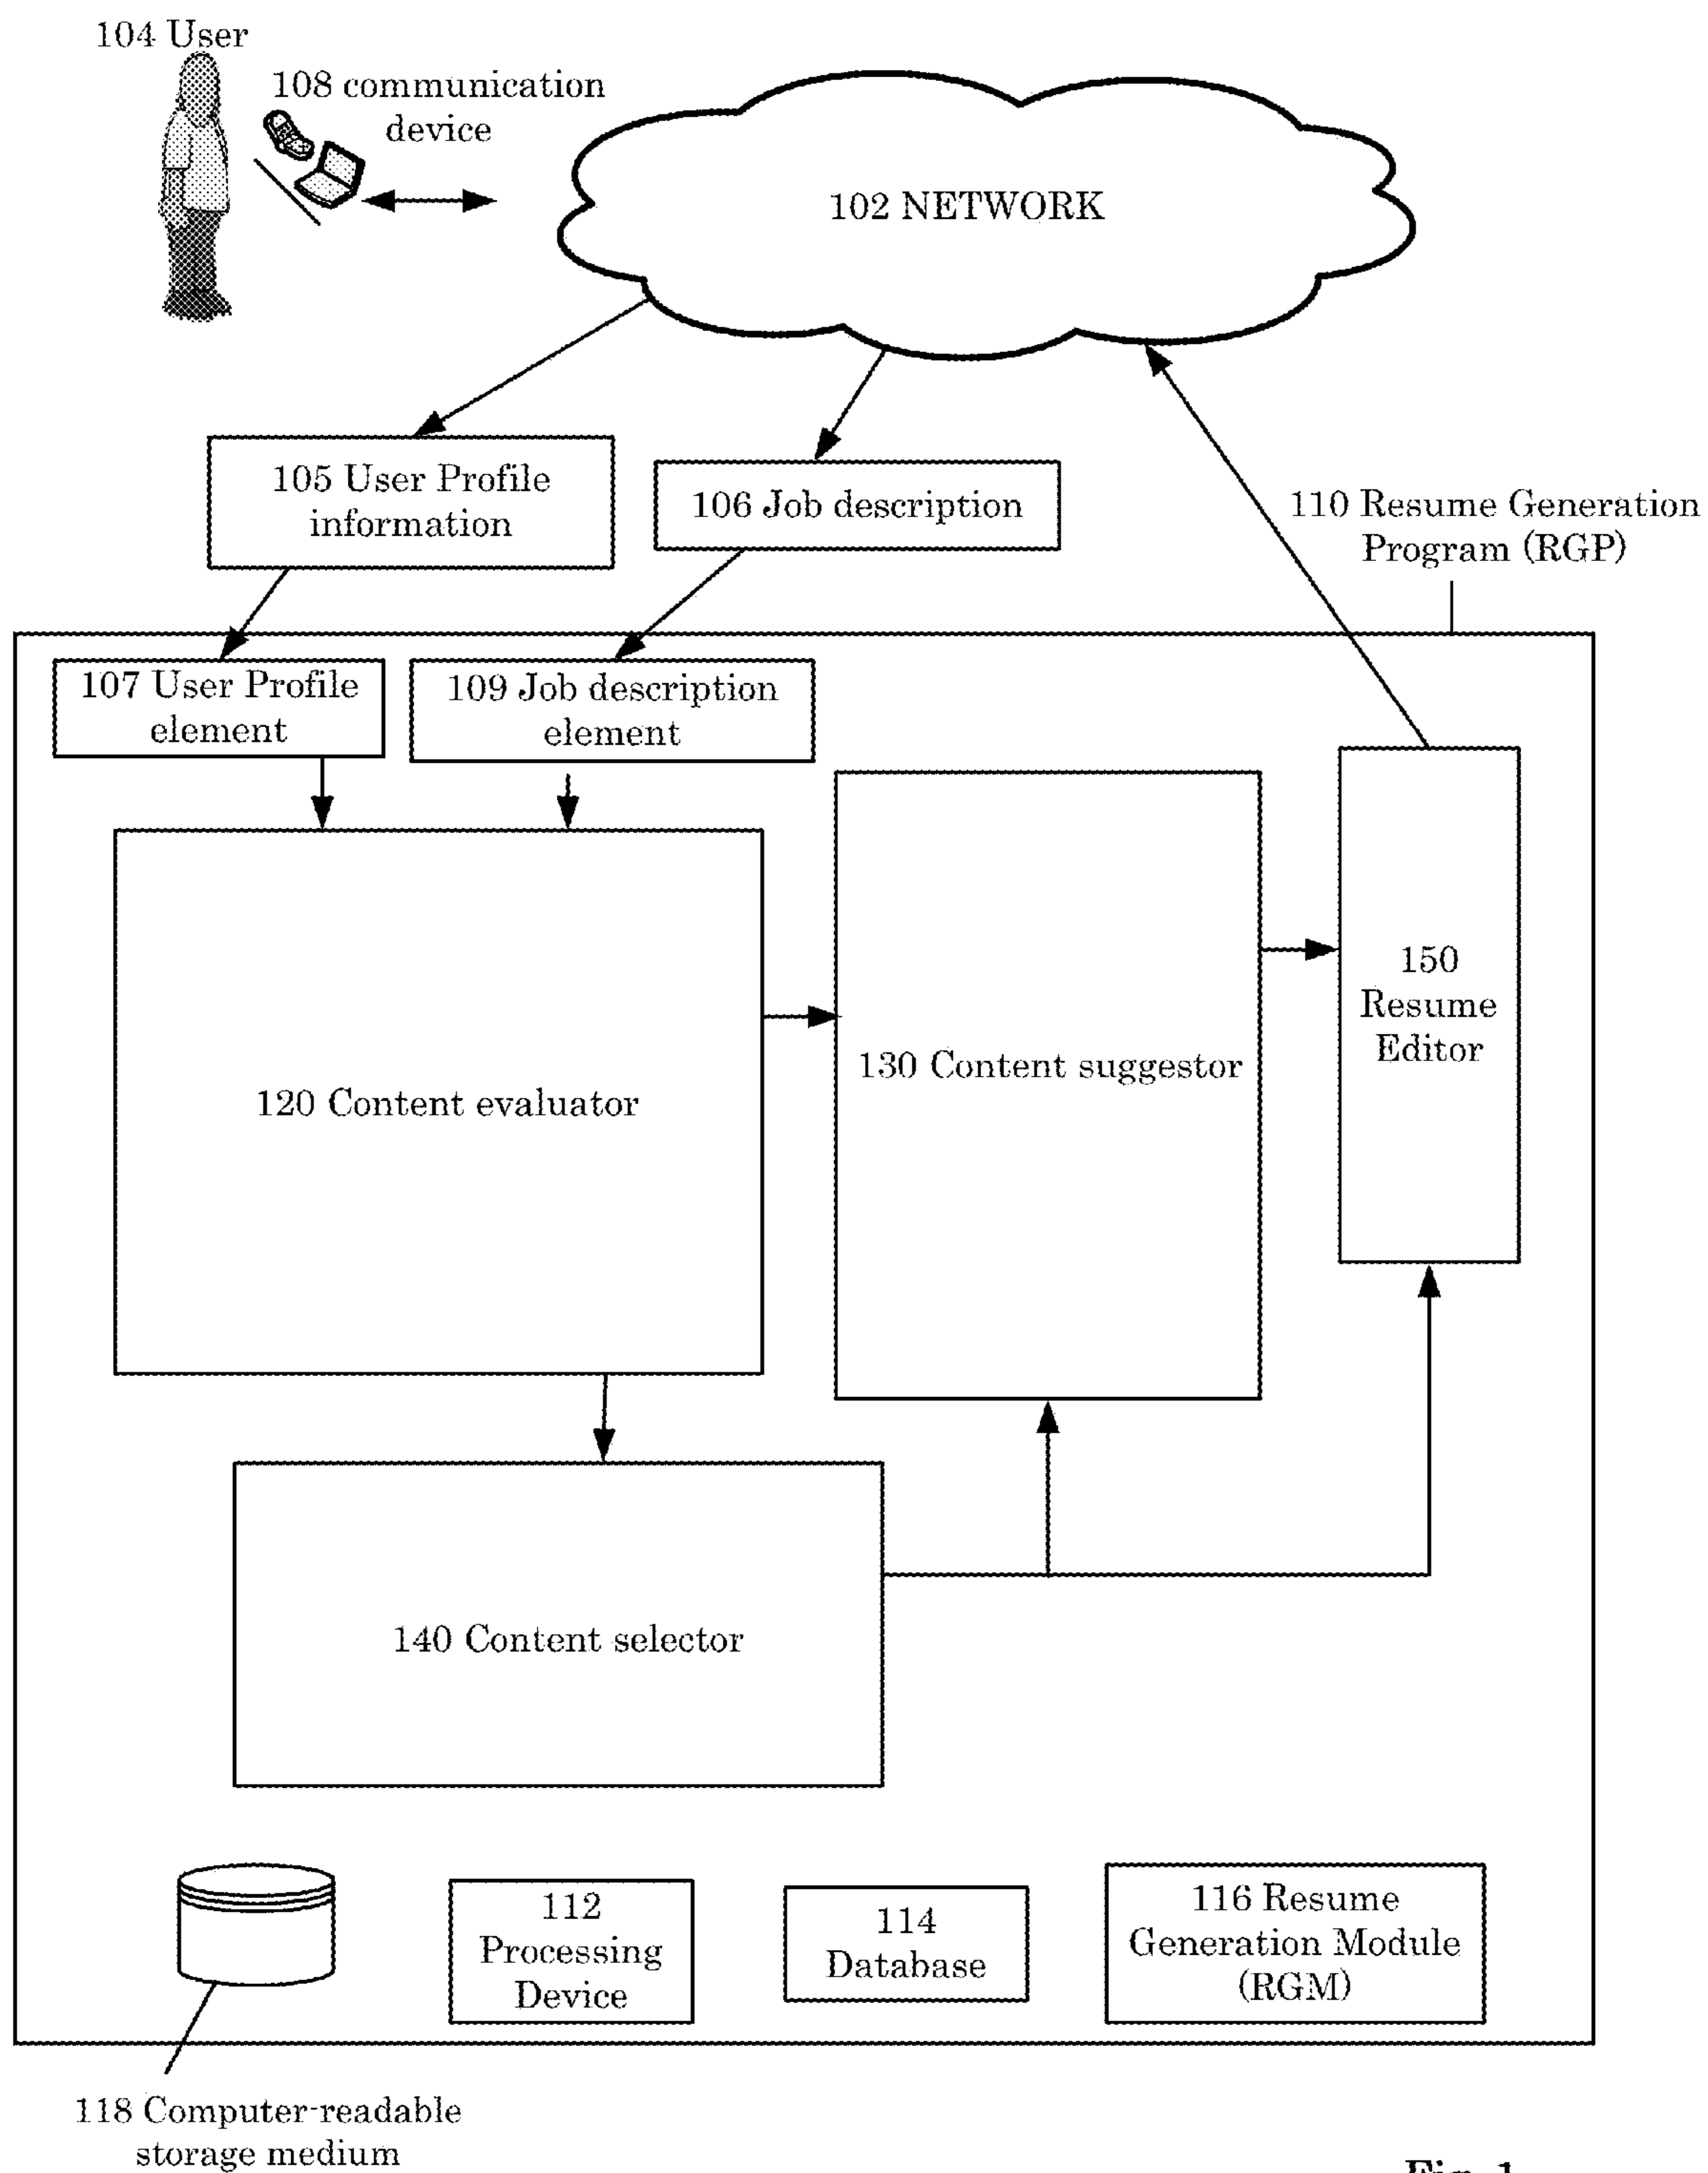 104 User
108 communication
device
102 NETWORK
105 User Profile
information
106 Job description
110 Resume Generation
Program (RGP)
107 User Profile
element
109 Job description
element
150
Resume
Editor
130 Content suggestor
120 Content evaluator
140 Content selector
112
Processing
Device
114
Database
116 Resume
Generation Module
(RGM)
118 Computer-readable
storage medium
Fig. 1